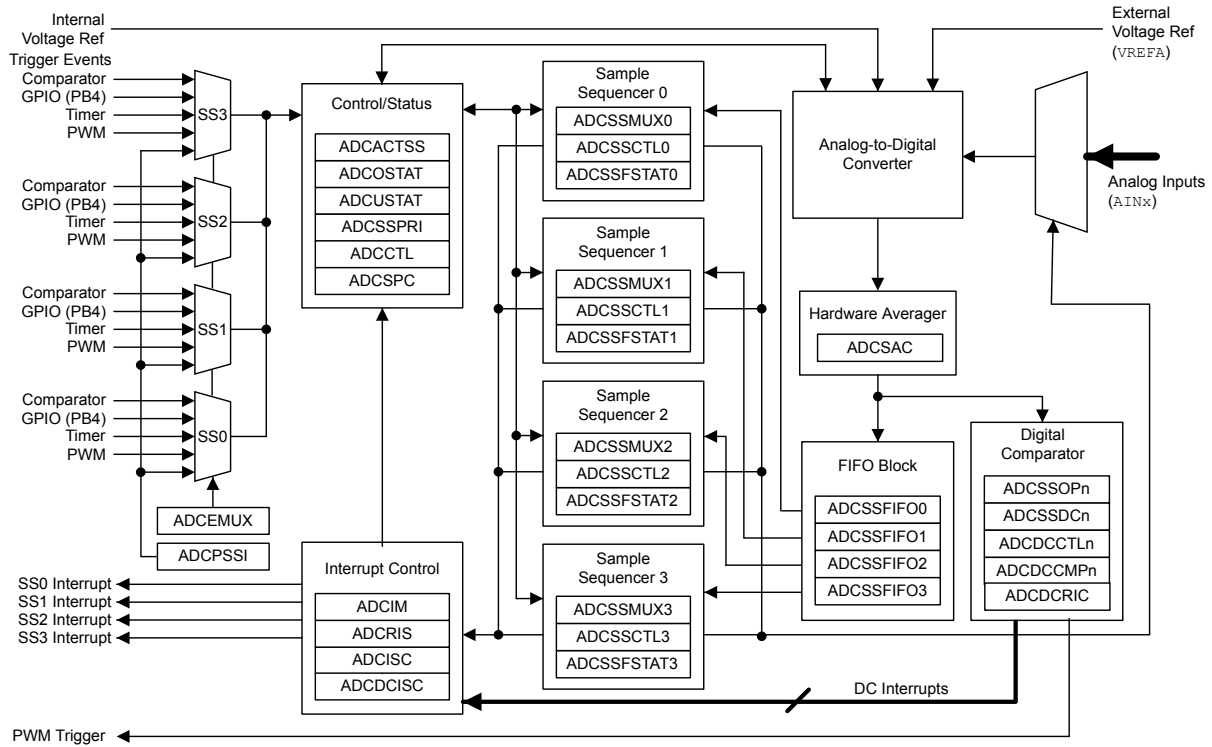 Internal
Voltage Ref
Trigger Events
Comparator
GPIO (PB4)
Timer
PWM
SS3
Comparator
GPIO (PB4)
Timer
PWM
SS2
Comparator
GPIO (PB4)
Timer
PWM
SS1
Comparator
GPIO (PB4)
Timer
PWM
SS0
ADCEMUX
ADCPSSI
SS0 Interrupt
SS1 Interrupt
SS2 Interrupt
SS3 Interrupt
PWM Trigger
Control/Status
ADCACTSS
ADCOSTAT
ADCUSTAT
ADCSSPRI
ADCCTL
ADCSPC
Interrupt Control
ADCIM
ADCRIS
ADCISC
ADCDCISC
Sample
Sequencer 0
ADCSSMUX0
ADCSSCTL0
ADCSSFSTAT0
Sample
Sequencer 1
ADCSSMUX1
ADCSSCTL1
ADCSSFSTAT1
Sample
Sequencer 2
ADCSSMUX2
ADCSSCTL2
ADCSSFSTAT2
Sample
Sequencer 3
ADCSSMUX3
ADCSSCTL3
ADCSSFSTAT3
Analog-to-Digital
Converter
Hardware Averager
ADCSAC
FIFO Block
ADCSSFIFO0
ADCSSFIFO1
ADCSSFIFO2
ADCSSFIFO3
External
Voltage Ref
(VREFA)
Analog Inputs
(AINx)
Digital
Comparator
ADCSSOPn
ADCSSDCn
ADCDCCTLn
ADCDCCMPn
ADCDCRIC
DC Interrupts